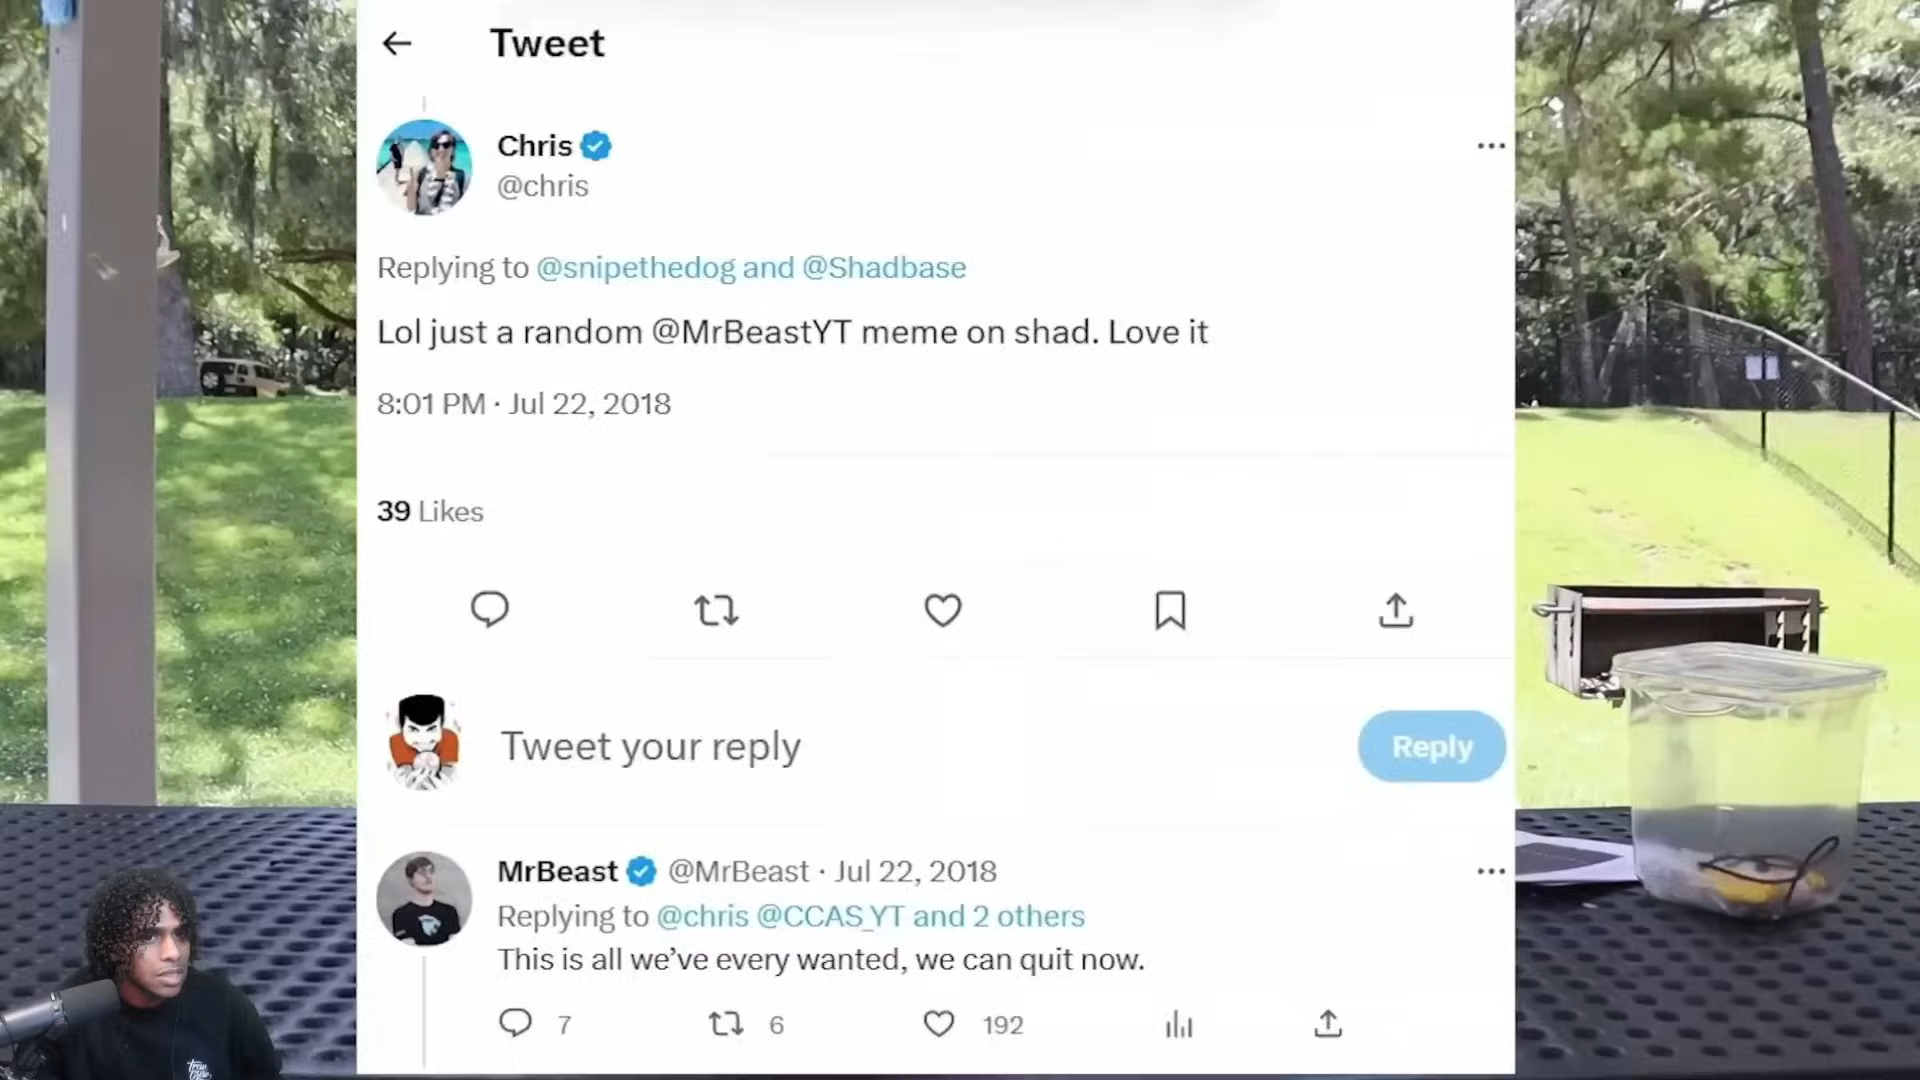 Tweet
Chris
@chris
Replying to @snipethedog and @Shadbase
Lol just a random @MrBeastYT meme on shad. Love it
8:01 PM · Jul 22, 2018
39 Likes
Tweet your reply
Reply
MrBeast @MrBeast · Jul 22, 2018
Replying to @chris @CCAS_YT and 2 others
This is all we’ve every wanted, we can quit now.
7 6 192